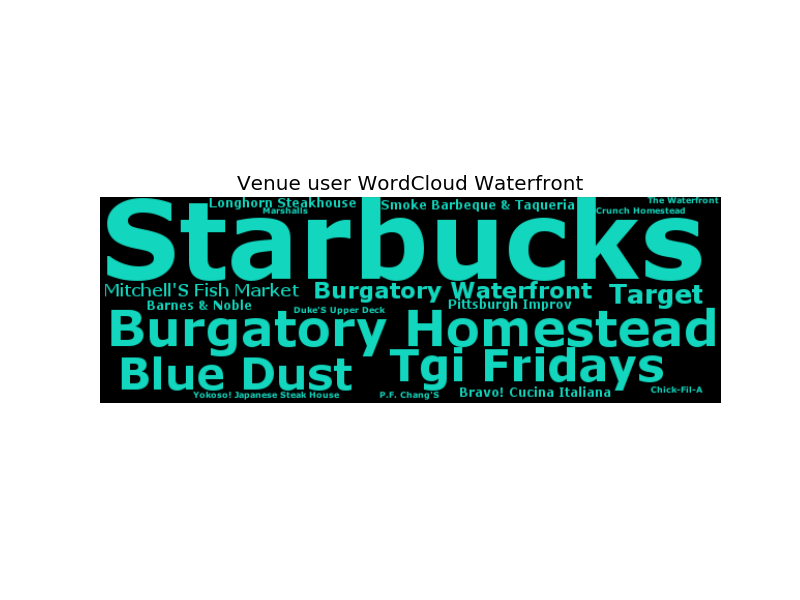 Venue user WordCloud Waterfront
Longhorn Steakhouse
Smoke Barbeque & Taqueria
The Waterfront
Marshalls
Crunch Homestead
Starbucks
Mitchell'S Fish Market
Burgatory Waterfront
Target
Barnes & Noble
Pittsburgh Improv
Duke'S Upper Deck
Burgatory Homestead
Blue Dust
Tgi Fridays
Yokoso! Japanese Steak House
P.F. Chang'S
Bravo! Cucina Italiana
Chick-Fil-A